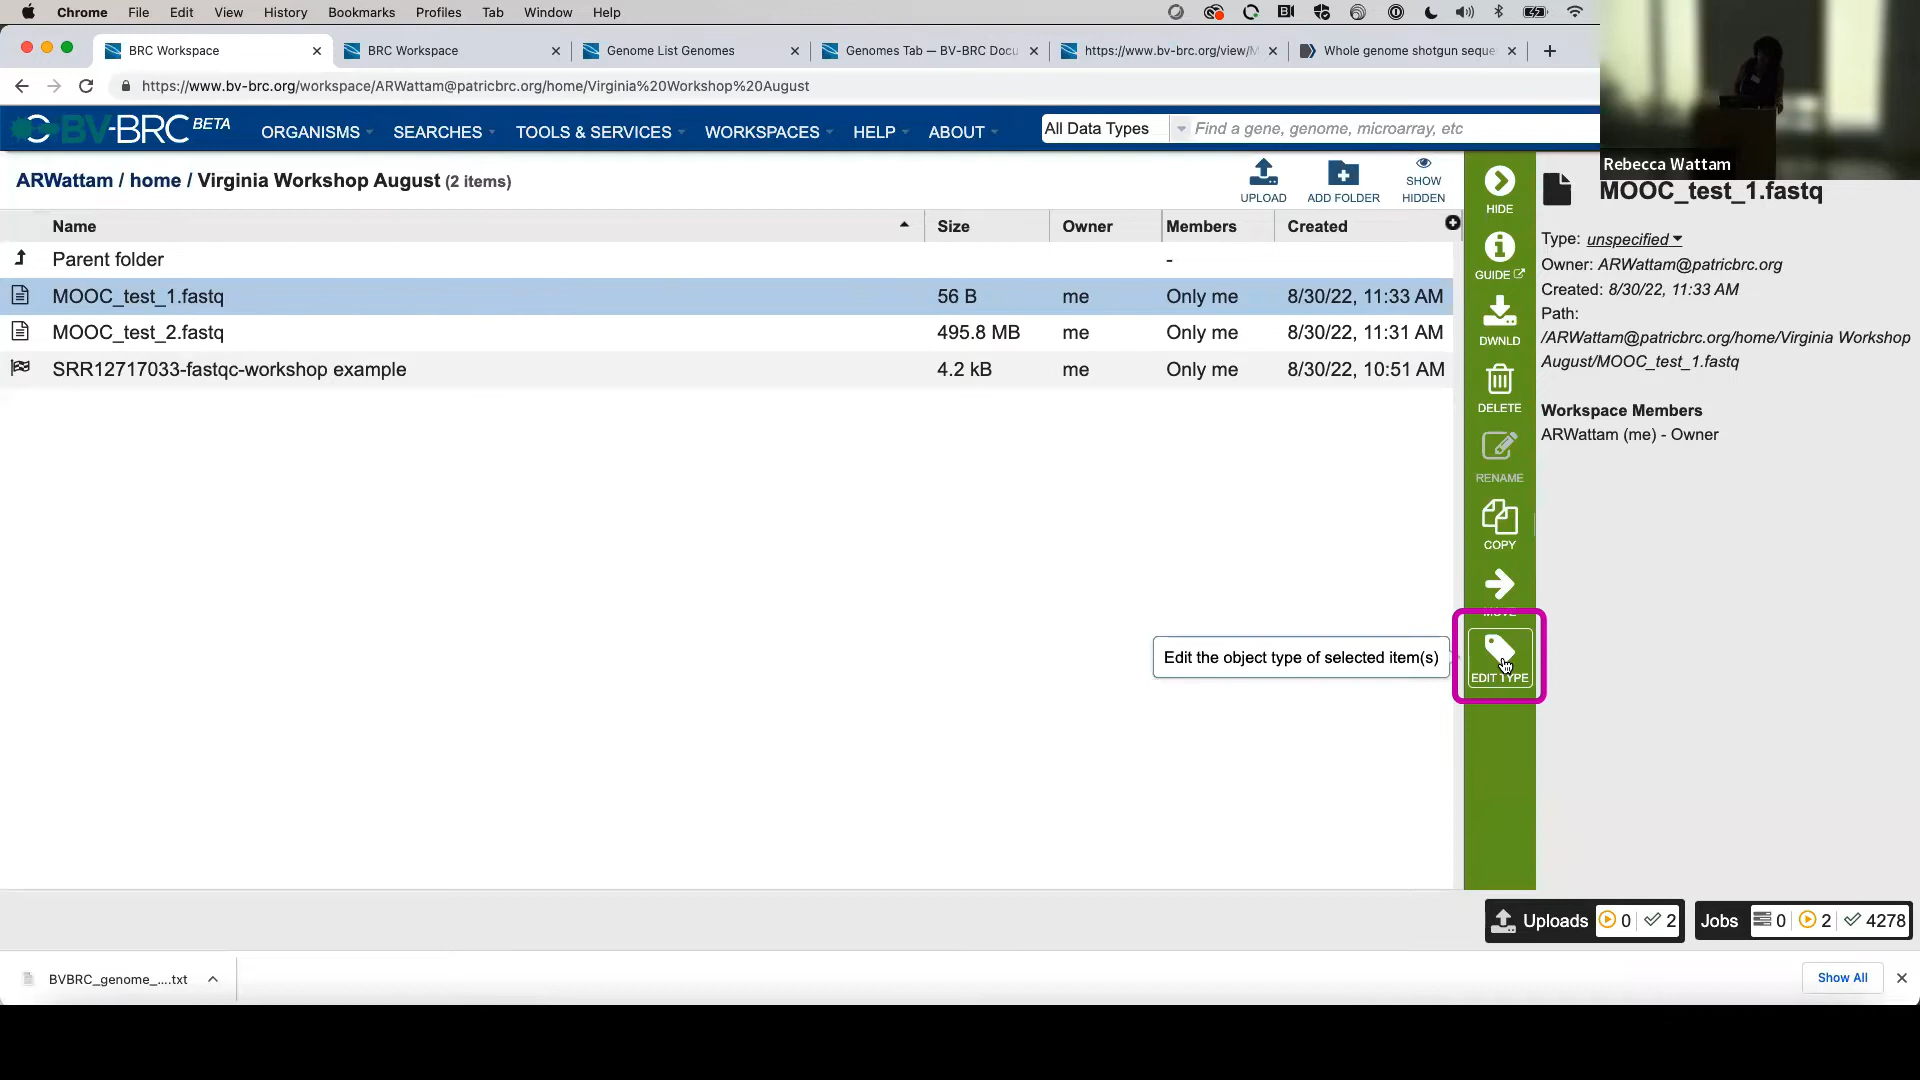 Chrome File Edit View History Bookmarks Profiles Tab Window Help
BRC Workspace
BRC Workspace
Genome List Genomes
Genomes Tab — BV-BRC Docu
https://www.bv-brc.org/view/M
Whole genome shotgun seque
https://www.bv-brc.org/workspace/ARWattam@patricbrc.org/home/Virginia%20Workshop%20August
BV-BRC BETA
ORGANISMS SEARCHES TOOLS & SERVICES WORKSPACES HELP ABOUT
All Data Types Find a gene, genome, microarray, etc
Rebecca Wattam
ARWattam / home / Virginia Workshop August (2 items)
UPLOAD
ADD FOLDER
SHOW
HIDDEN
Name Size Owner Members Created
Parent folder -
MOOC_test_1.fastq 56 B me Only me 8/30/22, 11:33 AM
MOOC_test_2.fastq 495.8 MB me Only me 8/30/22, 11:31 AM
SRR12717033-fastqc-workshop example 4.2 kB me Only me 8/30/22, 10:51 AM
HIDE
GUIDE
DWNLD
DELETE
RENAME
COPY
MOVE
EDIT TYPE
Edit the object type of selected item(s)
MOOC_test_1.fastq
Type: unspecified
Owner: ARWattam@patricbrc.org
Created: 8/30/22, 11:33 AM
Path:
/ARWattam@patricbrc.org/home/Virginia Workshop
August/MOOC_test_1.fastq
Workspace Members
ARWattam (me) - Owner
Uploads 0 2
Jobs 0 2 4278
BVBRC_genome_....txt
Show All